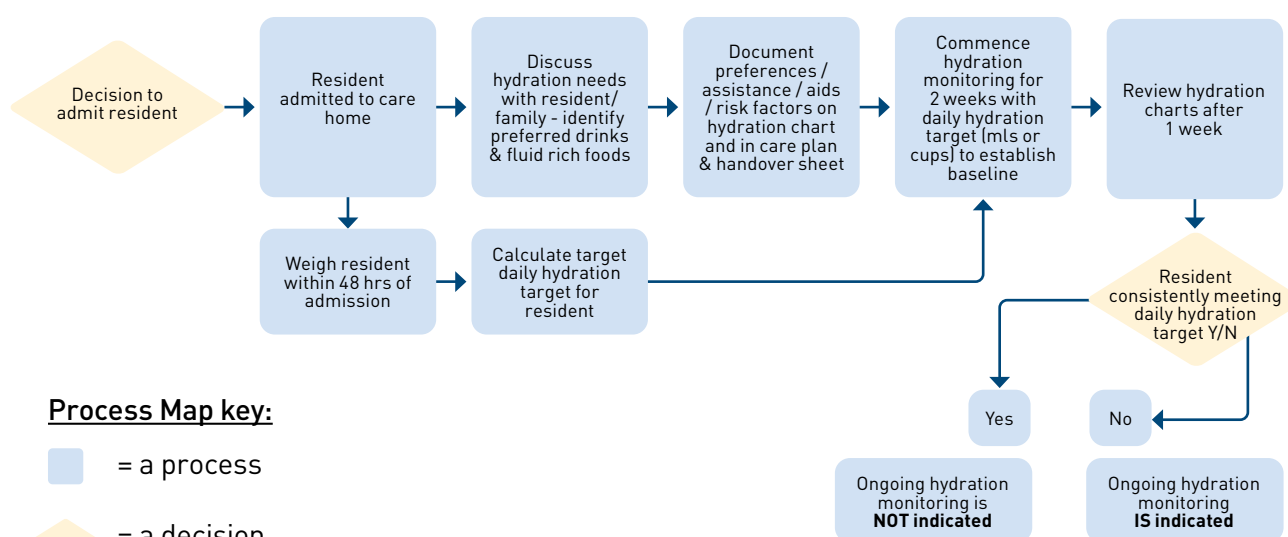 Decision to
admit resident
Resident
admitted to care
home
Discuss
hydration needs
with resident/
family - identify
preferred drinks
& fluid rich foods
Document
preferences /
assistance / aids
/ risk factors on
hydration chart
and in care plan
& handover sheet
Commence
hydration
monitoring for
2 weeks with
daily hydration
target (mls or
cups) to establish
baseline
Review hydration
charts after
1 week
Weigh resident
within 48 hrs of
admission
Calculate target
daily hydration
target for
resident
Resident
consistently meeting
daily hydration
target Y/N
Yes
No
Ongoing hydration
monitoring is
NOT indicated
Ongoing hydration
monitoring
IS indicated
Process Map key:
= a process
= a decision